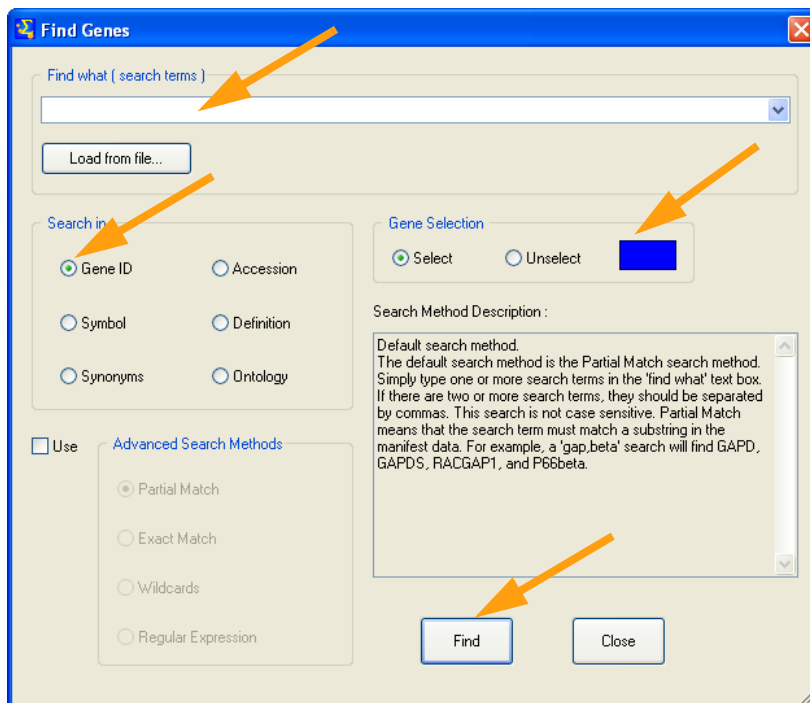 Find Genes
Find what ( search terms )
Load from file...
Search in
Gene ID
Accession
Symbol
Definition
Synonyms
Ontology
Gene Selection
Select
Unselect
Search Method Description :
Default search method.
The default search method is the Partial Match search method.
Simply type one or more search terms in the 'find what' text box.
If there are two or more search terms, they should be separated
by commas. This search is not case sensitive. Partial Match
means that the search term must match a substring in the
manifest data. For example, a 'gap,beta' search will find GAPD,
GAPDS, RACGAP1, and P66beta.
Use
Advanced Search Methods
Partial Match
Exact Match
Wildcards
Regular Expression
Find
Close